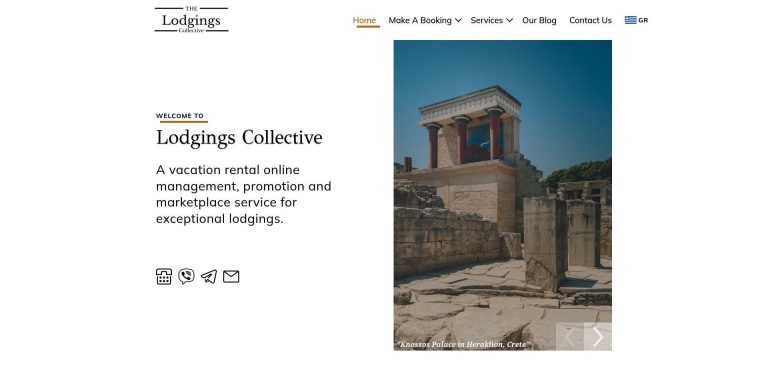 THE
Lodgings
Collective
Home Make A Booking Services Our Blog Contact Us GR
WELCOME TO
Lodgings Collective
A vacation rental online
management, promotion and
marketplace service for
exceptional lodgings.
"Knossos Palace in Heraklion, Crete"